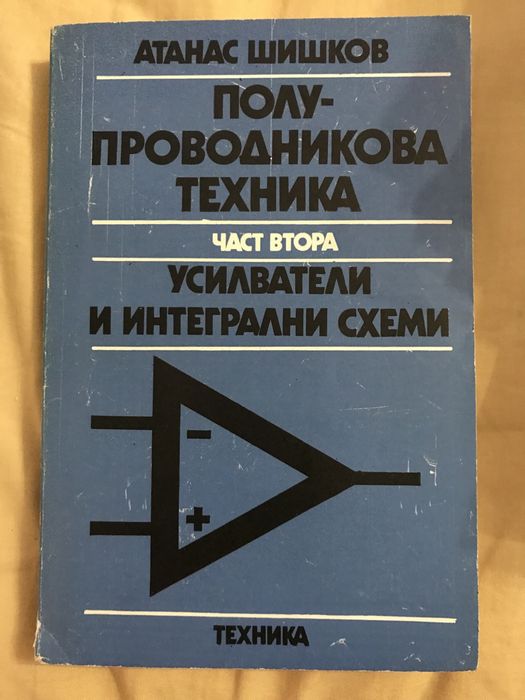 АТАНАС ШИШКОВ
ПОЛУ-
ПРОВОДНИКОВА
ТЕХНИКА
ЧАСТ ВТОРА
УСИЛВАТЕЛИ
И ИНТЕГРАЛНИ СХЕМИ
-
+
ТЕХНИКА